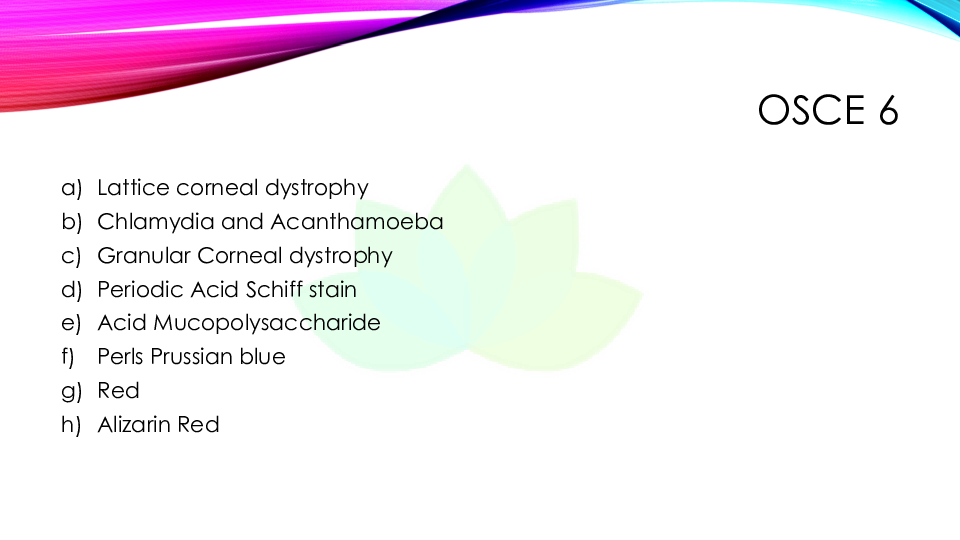 OSCE 6
a) Lattice corneal dystrophy
b) Chlamydia and Acanthamoeba
c) Granular Corneal dystrophy
d) Periodic Acid Schiff stain
e) Acid Mucopolysaccharide
f) Perls Prussian blue
g) Red
h) Alizarin Red